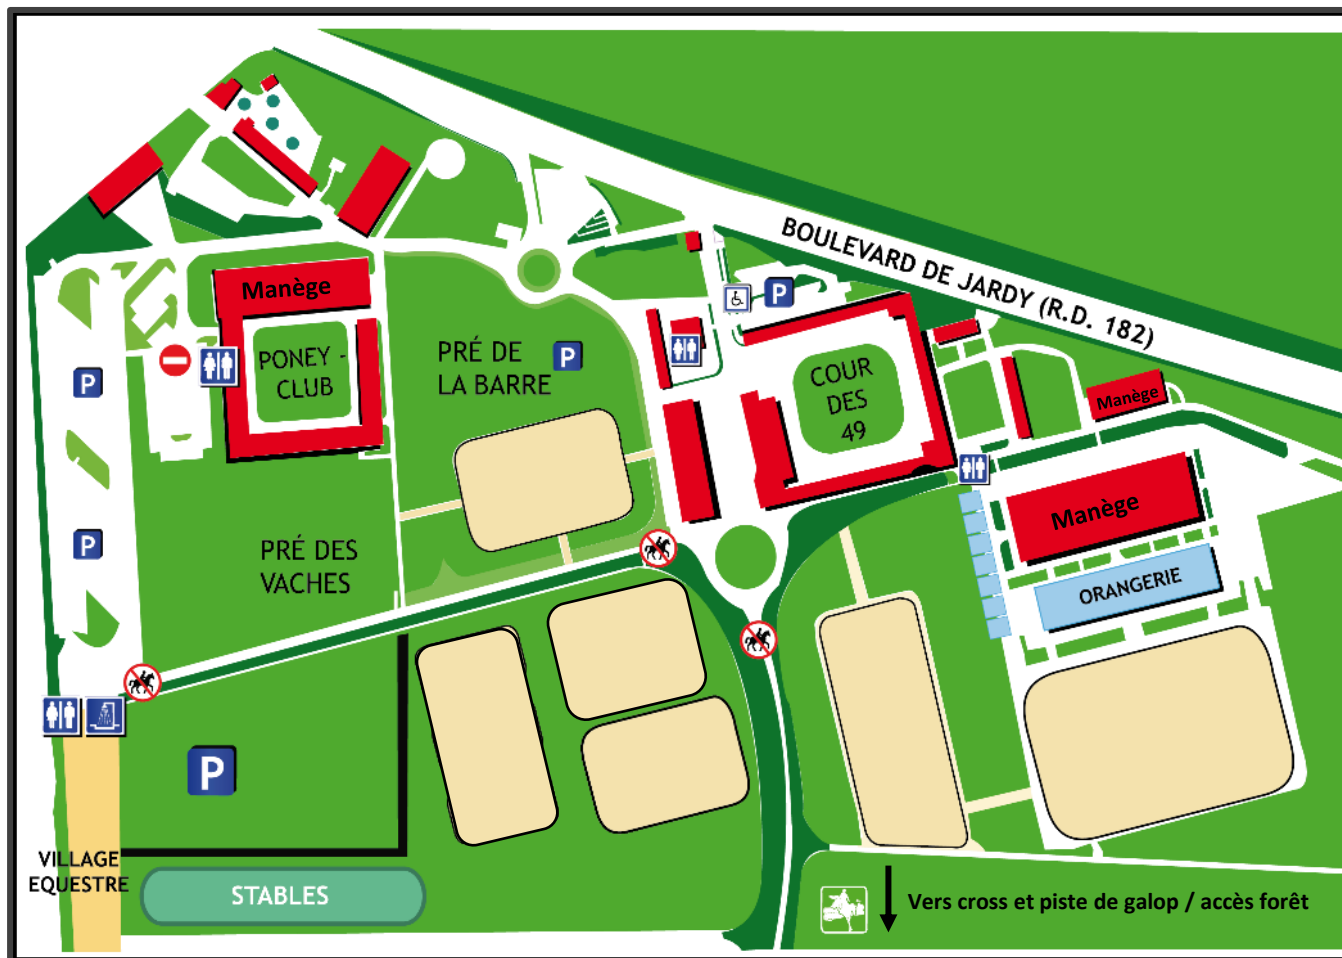 BOULEVARD DE JARDY (R.D. 182)
Manège
P
PONEY -
CLUB
P
PRÉ DE
LA BARRE
P
COUR
DES
49
Manège
Manège
P
PRÉ DES
VACHES
ORANGERIE
P
VILLAGE
EQUESTRE
STABLES
Vers cross et piste de galop / accès forêt